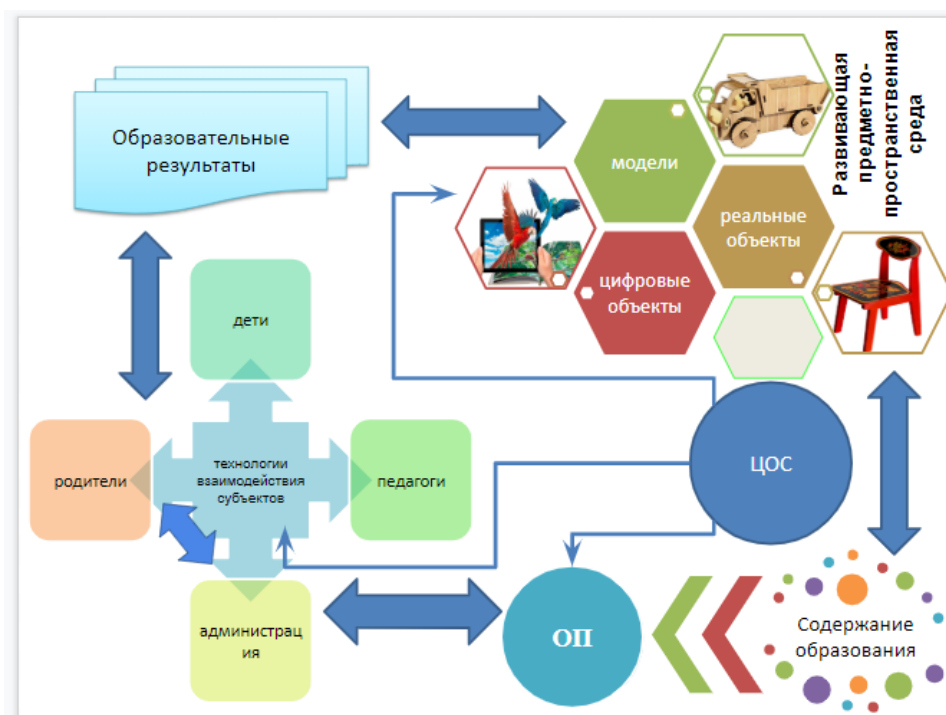 Образовательные
результаты
модели
Развивающая
предметно-
пространственная
среда
реальные
объекты
цифровые
объекты
дети
родители
технологии
взаимодействия
субъектов
педагоги
ЦОС
администрац
ия
ОП
Содержание
образования